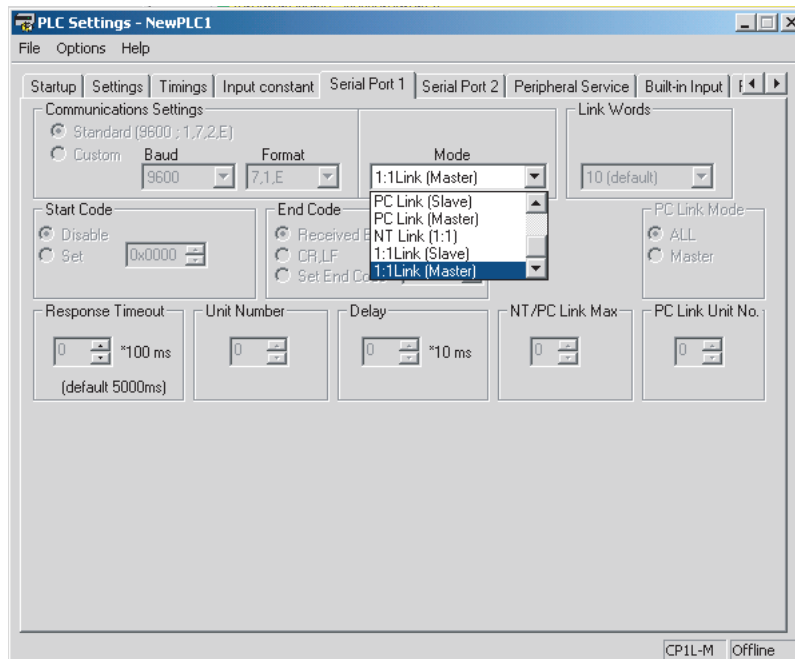 PLC Settings - NewPLC1
File Options Help
Startup Settings Timings Input constant Serial Port 1 Serial Port 2 Peripheral Service Built-in Input
Communications Settings
Standard (9600 ; 1,7,2,E)
Custom
Baud
9600
Format
7,1,E
Mode
1:1Link (Master)
PC Link (Slave)
PC Link (Master)
NT Link (1:1)
1:1Link (Slave)
1:1Link (Master)
Link Words
10 (default)
Start Code
Disable
Set 0x0000
End Code
Received
CR,LF
Set End
PC Link Mode
ALL
Master
Response Timeout
0 *100 ms
(default 5000ms)
Unit Number
0
Delay
0 *10 ms
NT/PC Link Max
0
PC Link Unit No.
0
CP1L-M Offline